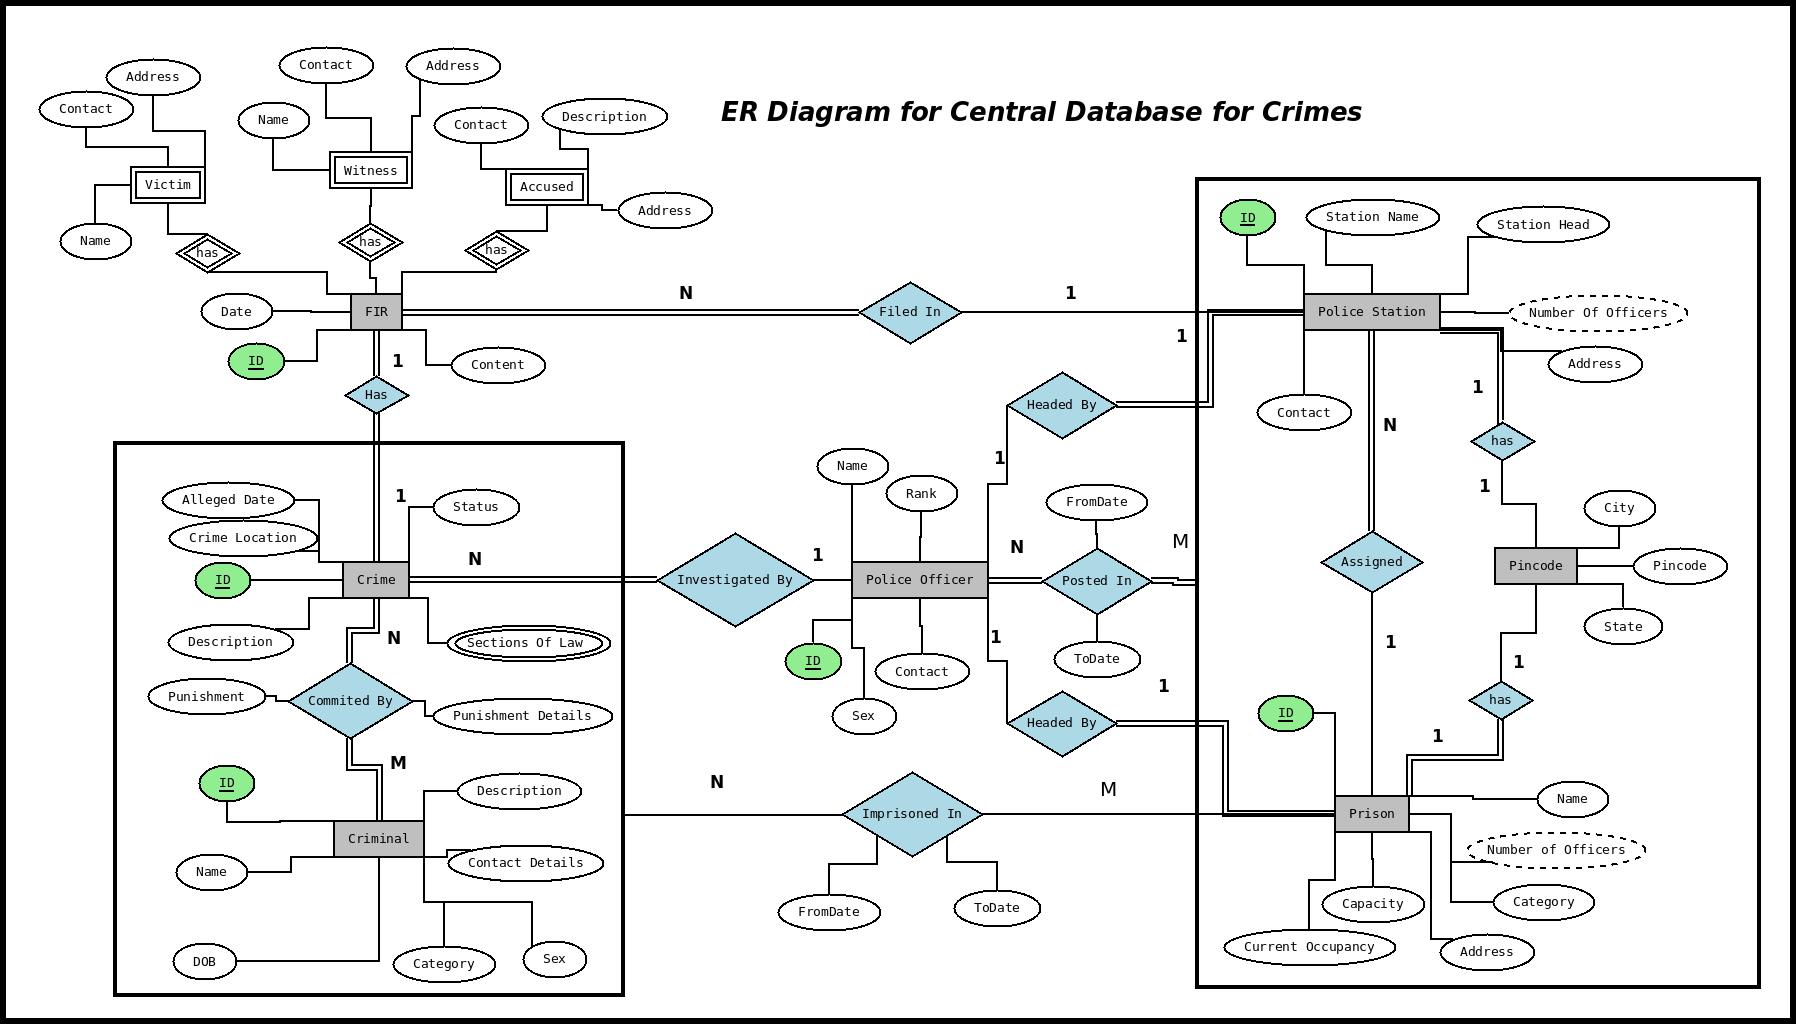 ER Diagram for Central Database for Crimes
Address
Contact
Victim
Name
has
Contact
Address
Name
Witness
has
Contact
Description
Accused
Address
has
Date
FIR
ID
Content
1
Has
N
Filed In
1
1
ID
Station Name
Station Head
Police Station
Number Of Officers
Address
Contact
1
has
1
N
Headed By
1
Alleged Date
Crime Location
ID
Crime
1
Status
N
Description
Sections Of Law
N
Punishment
Commited By
Punishment Details
M
ID
Criminal
Description
Name
Contact Details
DOB
Category
Sex
Investigated By
1
Name
Rank
Police Officer
ID
Contact
Sex
N
FromDate
Posted In
M
ToDate
1
Headed By
1
Assigned
1
City
Pincode
Pincode
State
1
has
1
ID
Prison
Name
Number of Officers
Category
Capacity
Current Occupancy
Address
N
Imprisoned In
M
FromDate
ToDate